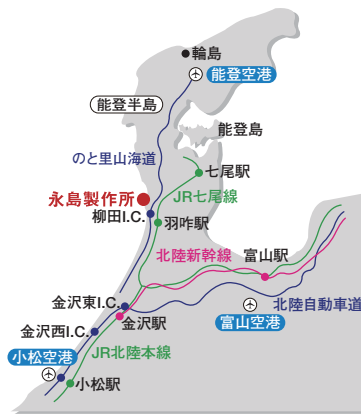 輪島
能登空港
能登半島
能登島
のと里山海道
七尾駅
JR七尾線
永島製作所
柳田I.C.
羽咋駅
北陸新幹線
富山駅
金沢東I.C.
北陸自動車道
金沢駅
富山空港
金沢西I.C.
小松空港
JR北陸本線
小松駅